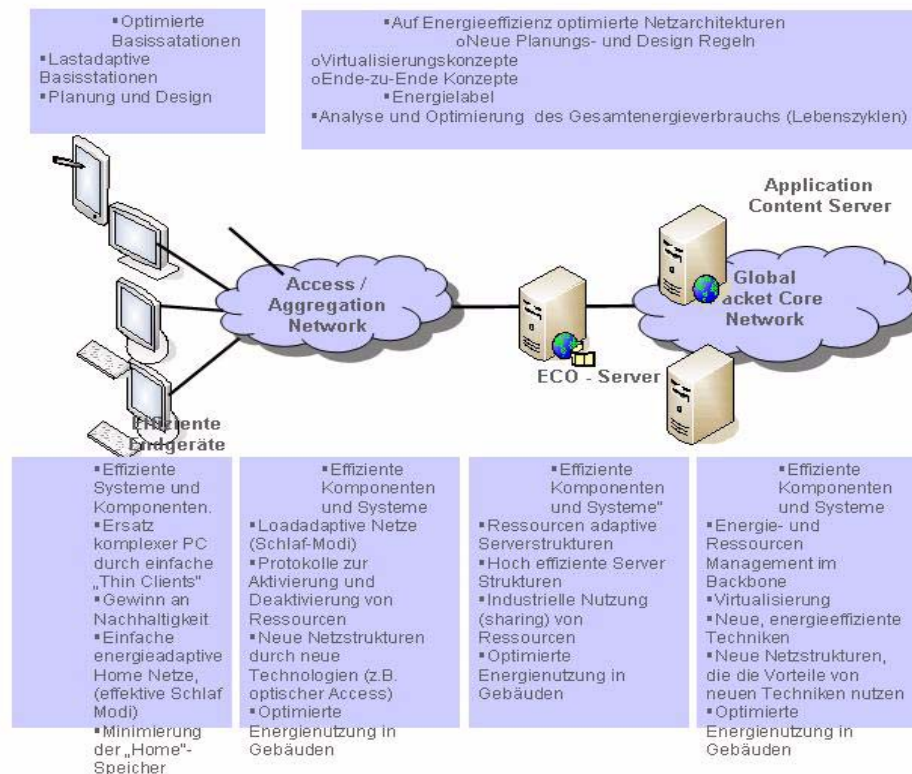 ▪Optimierte
Basissatationen
▪Lastadaptive
Basisstationen
▪Planung und Design
▪Auf Energieeffizienz optimierte Netzarchitekturen
oNeue Planungs- und Design Regeln
oVirtualisierungskonzepte
oEnde-zu-Ende Konzepte
▪Energielabel
▪Analyse und Optimierung des Gesamtenergieverbrauchs (Lebenszyklen)
Application
Content Server
Access /
Aggregation
Network
Global
acket Core
Network
ECO - Server
Effiziente
Endgeräte
▪Effiziente
Systeme und
Komponenten.
▪Ersatz
komplexer PC
durch einfache
„Thin Clients"
▪Gewinn an
Nachhaltigkeit
▪Einfache
energieadaptive
Home Netze,
(effektive Schlaf
Modi)
▪Minimierung
der „Home"-
Speicher
▪Effiziente
Komponenten
und Systeme
▪Loadadaptive Netze
(Schlaf-Modi)
▪Protokolle zur
Aktivierung und
Deaktivierung von
Ressourcen
▪Neue Netzstrukturen
durch neue
Technologien (z.B.
optischer Access)
▪Optimierte
Energienutzung in
Gebäuden
▪Effiziente
Komponenten
und Systeme"
▪Ressourcen adaptive
Serverstrukturen
▪Hoch effiziente Server
Strukturen
▪Industrielle Nutzung
(sharing) von
Ressourcen
▪Optimierte
Energienutzung in
Gebäuden
▪Effiziente
Komponenten
und Systeme
▪Energie- und
Ressourcen
Management im
Backbone
▪Virtualisierung
▪Neue, energieeffiziente
Techniken
▪Neue Netzstrukturen,
die die Vorteile von
neuen Techniken nutzen
▪Optimierte
Energienutzung in
Gebäuden